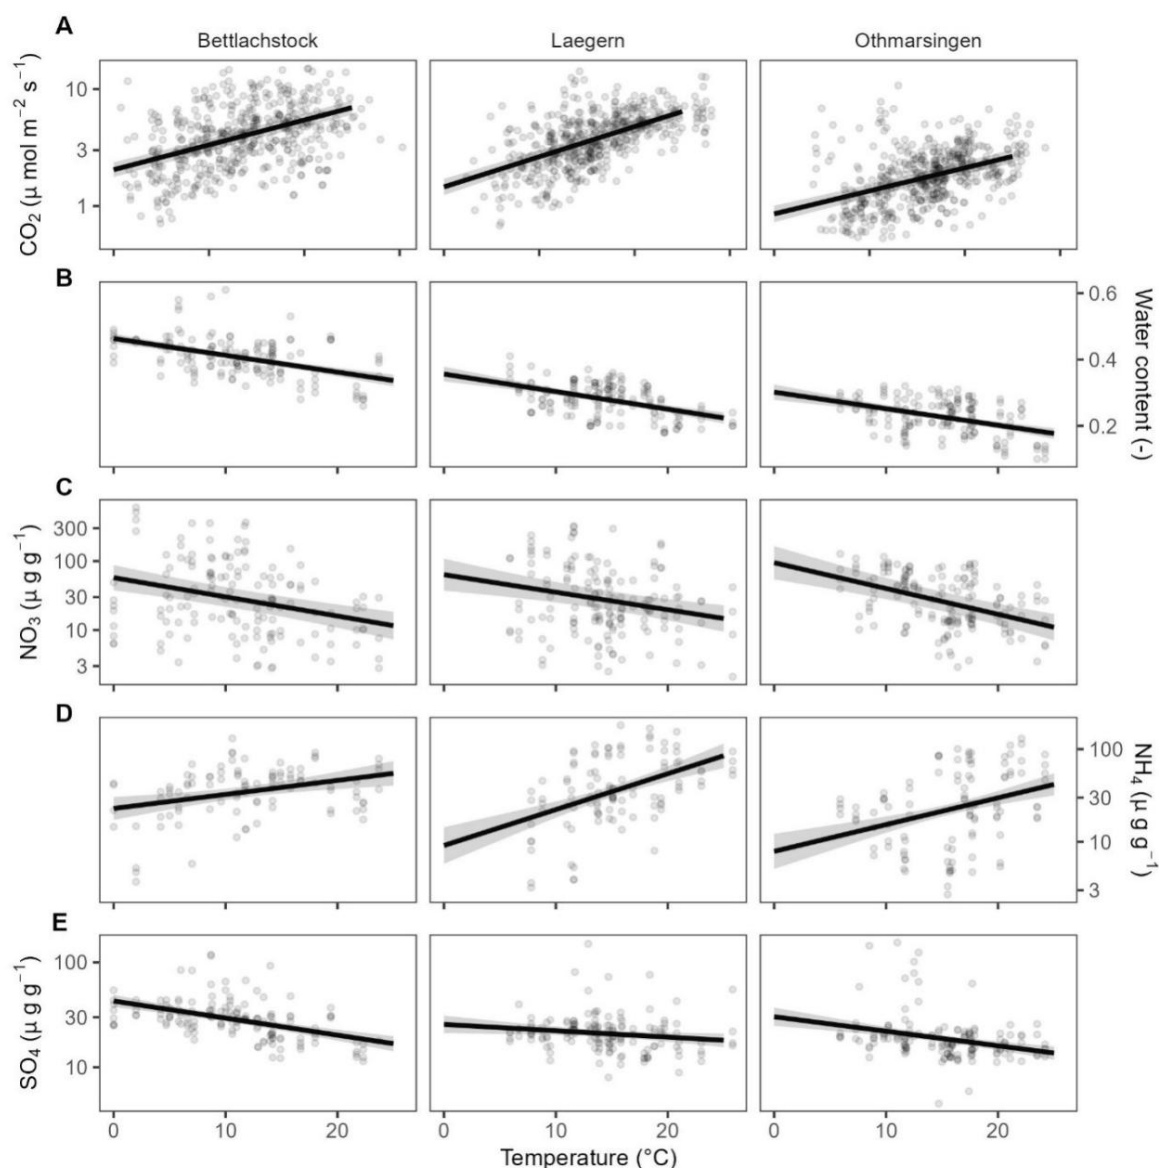 A
Bettlachstock Laegern Othmarsingen
CO₂ (µ mol m⁻² s⁻¹)
10
3
1
B
Water content (-)
0.6
0.4
0.2
C
NO₃ (µ g g⁻¹)
300
100
30
10
3
D
NH₄ (µ g g⁻¹)
100
30
10
3
E
SO₄ (µ g g⁻¹)
100
30
10
0 10 20 0 10 20 10 20
Temperature (°C)